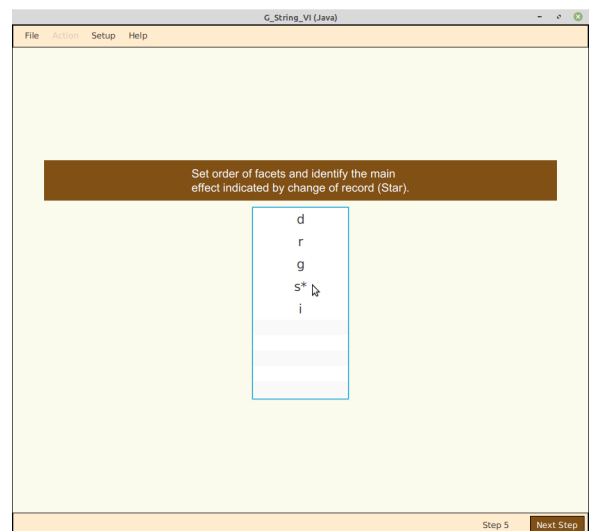 G_String_VI (Java)
File Action Setup Help
Set order of facets and identify the main
effect indicated by change of record (Star).
d
r
g
s*
i
Step 5 Next Step